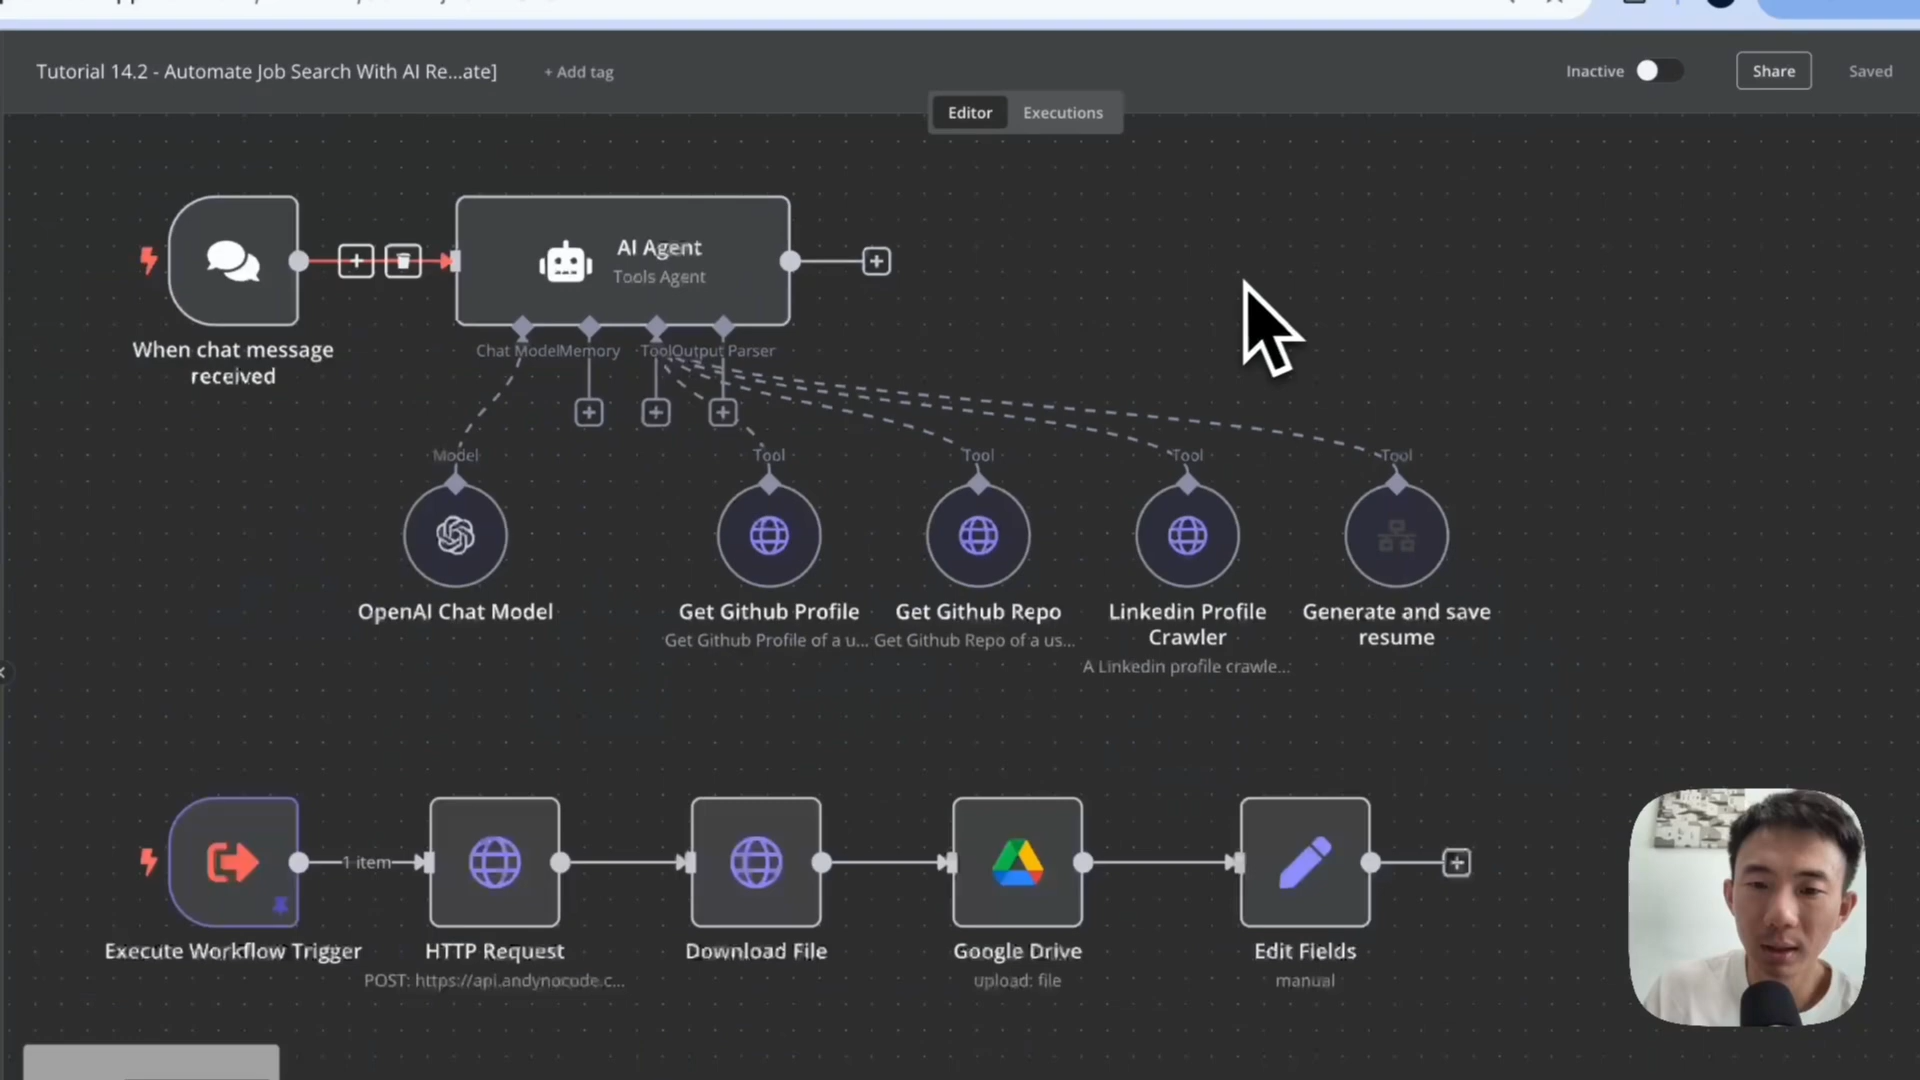 Tutorial 14.2 - Automate Job Search With AI Re...ate]
+ Add tag
Inactive
Share
Saved
Editor
Executions
AI Agent
Tools Agent
When chat message
received
Chat Model
Memory
Tool
Output Parser
Model
Tool
Tool
Tool
Tool
OpenAI Chat Model
Get Github Profile
Get Github Profile of a u...
Get Github Repo
Get Github Repo of a us...
Linkedin Profile
Crawler
A Linkedin profile crawle...
Generate and save
resume
1 item
Execute Workflow Trigger
HTTP Request
POST: https://api.andynocode.c...
Download File
Google Drive
upload: file
Edit Fields
manual